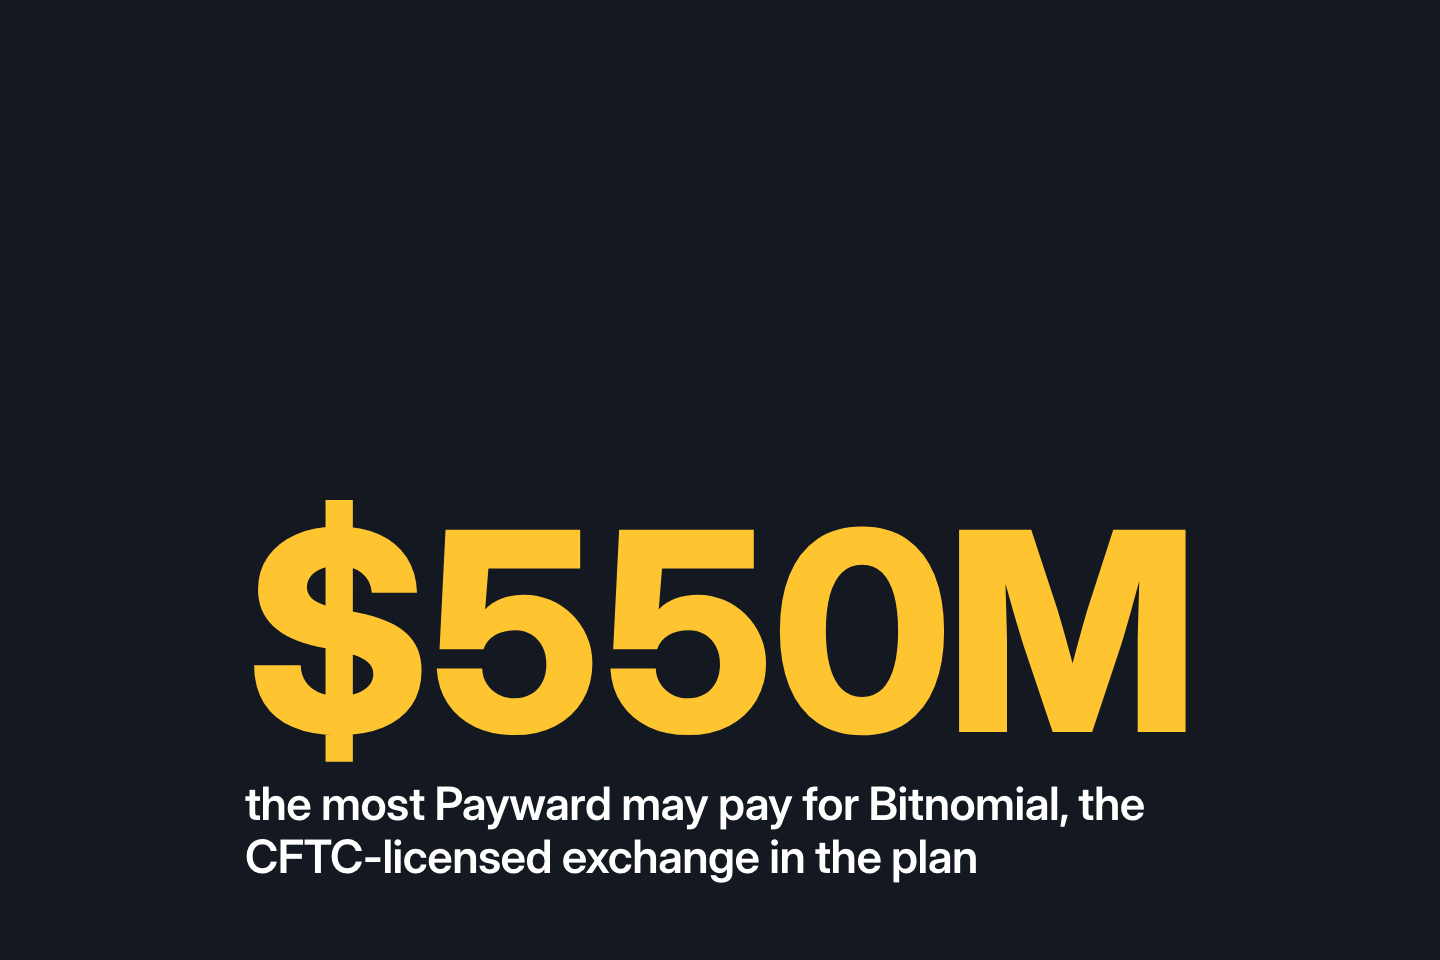 $550M
the most Payward may pay for Bitnomial, the
CFTC-licensed exchange in the plan